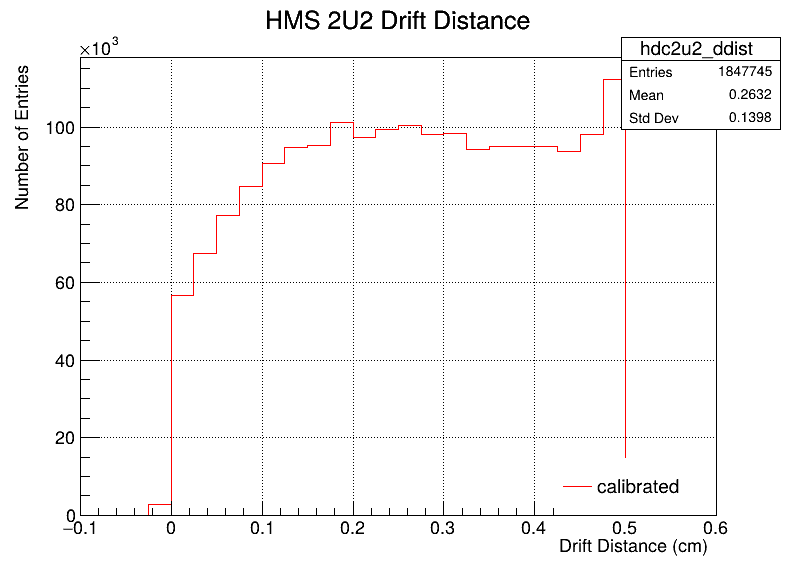 HMS 2U2 Drift Distance
×10³
hdc2u2_ddist
Entries 1847745
Mean 0.2632
Std Dev 0.1398
Number of Entries
100
80
60
40
20
0
−0.1 0 0.1 0.2 0.3 0.4 0.5 0.6
Drift Distance (cm)
calibrated